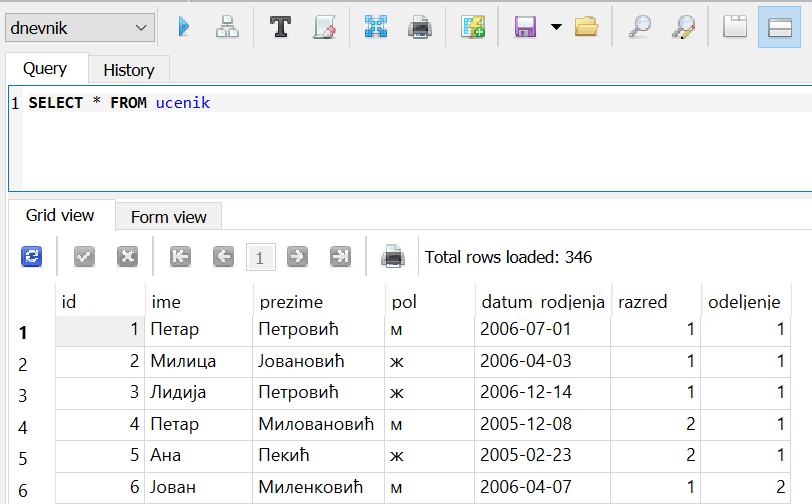 dnevnik
Query History
1 SELECT * FROM ucenik
Grid view Form view
1 Total rows loaded: 346
id ime prezime pol datum_rodjenja razred odeljenje
1 1 Петар Петровић м 2006-07-01 1 1
2 2 Милица Јовановић ж 2006-04-03 1 1
3 3 Лидија Петровић ж 2006-12-14 1 1
4 4 Петар Миловановић м 2005-12-08 2 1
5 5 Ана Пекић ж 2005-02-23 2 1
6 6 Јован Миленковић м 2006-04-07 1 2